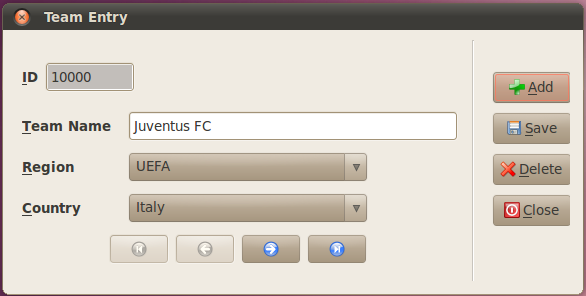 Team Entry
ID 10000
Team Name Juventus FC
Region UEFA
Country Italy
Add
Save
Delete
Close